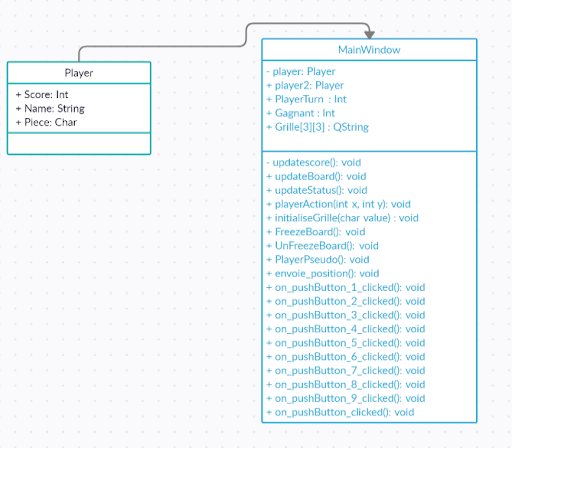 MainWindow
- player: Player
+ player2: Player
+ PlayerTurn : Int
+ Gagnant : Int
+ Grille[3][3] : QString
- updatescore(): void
+ updateBoard(): void
+ updateStatus(): void
+ playerAction(int x, int y): void
+ initialiseGrille(char value) : void
+ FreezeBoard(): void
+ UnFreezeBoard(): void
+ PlayerPseudo(): void
+ envoie_position(): void
+ on_pushButton_1_clicked(): void
+ on_pushButton_2_clicked(): void
+ on_pushButton_3_clicked(): void
+ on_pushButton_4_clicked(): void
+ on_pushButton_5_clicked(): void
+ on_pushButton_6_clicked(): void
+ on_pushButton_7_clicked(): void
+ on_pushButton_8_clicked(): void
+ on_pushButton_9_clicked(): void
+ on_pushButton_clicked(): void
Player
+ Score: Int
+ Name: String
+ Piece: Char